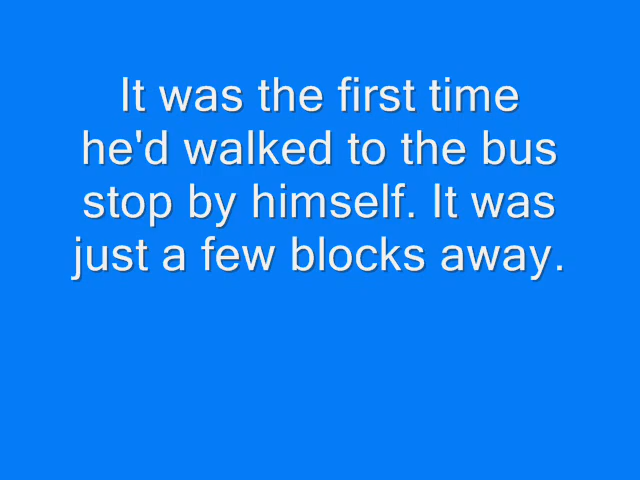 It was the first time
he'd walked to the bus
stop by himself. It was
just a few blocks away.